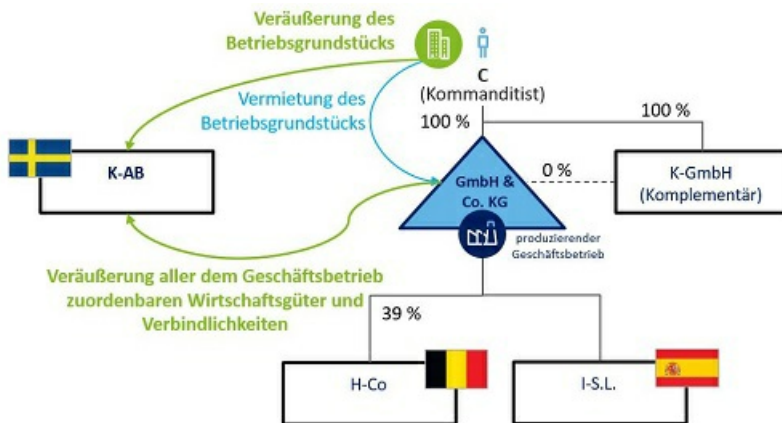 Veräußerung des
Betriebsgrundstücks
C
(Kommanditist)
Vermietung des
Betriebsgrundstücks
100 %
100 %
K-AB
GmbH &
Co. KG
0 %
K-GmbH
(Komplementär)
produzierender
Geschäftsbetrieb
Veräußerung aller dem Geschäftsbetrieb
zuordenbaren Wirtschaftsgüter und
Verbindlichkeiten
39 %
H-Co
I-S.L.